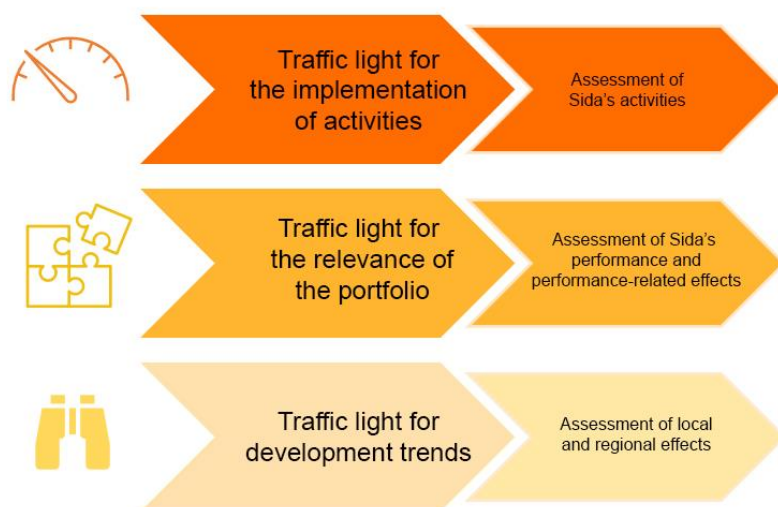 Traffic light for
the implementation
of activities
Assessment of
Sida's activities
Traffic light for
the relevance of
the portfolio
Assessment of Sida's
performance and
performance-related effects
Traffic light for
development trends
Assessment of local
and regional effects